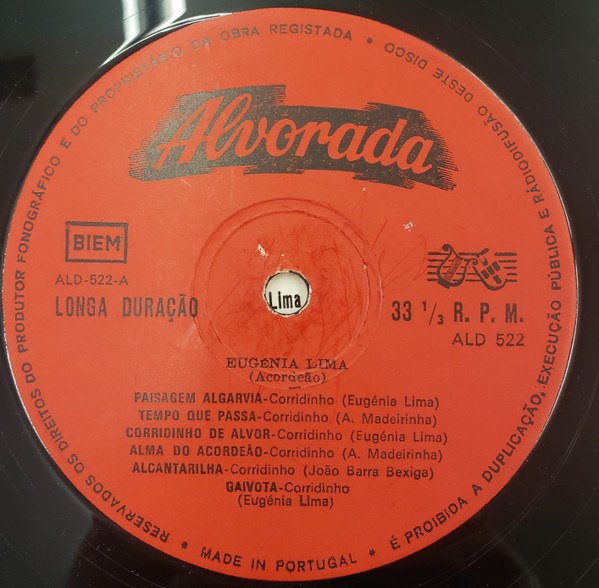 RESERVADOS OS DIREITOS DO PRODUTOR FONOGRÁFICO E DO PROPRIETÁRIO DA OBRA REGISTADA • É PROIBIDA A DUPLICAÇÃO, EXECUÇÃO PÚBLICA E RÁDIODIFUSÃO DESTE DISCO •
Alvorada
BIEM
ALD-522-A
LONGA DURAÇÃO
Lima
33 1/3 R. P. M.
ALD 522
EUGÉNIA LIMA
(Acordeão)
PAISAGEM ALGARVIA-Corridinho (Eugénia Lima)
TEMPO QUE PASSA-Corridinho (A. Madeirinha)
CORRIDINHO DE ALVOR-Corridinho (Eugénia Lima)
ALMA DO ACORDEÃO-Corridinho (A. Madeirinha)
ALCANTARILHA-Corridinho (João Barra Bexiga)
GAIVOTA-Corridinho
(Eugénia Lima)
• MADE IN PORTUGAL •